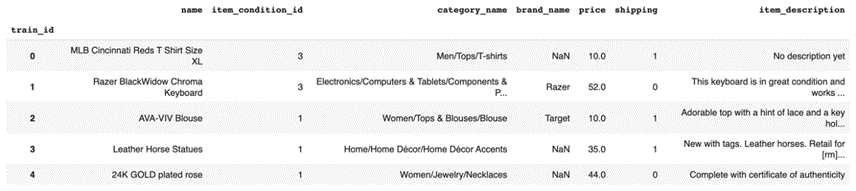 name item_condition_id category_name brand_name price shipping item_description
train_id
0 MLB Cincinnati Reds T Shirt Size XL 3 Men/Tops/T-shirts NaN 10.0 1 No description yet
1 Razer BlackWidow Chroma Keyboard 3 Electronics/Computers & Tablets/Components & P... Razer 52.0 0 This keyboard is in great condition and works ...
2 AVA-VIV Blouse 1 Women/Tops & Blouses/Blouse Target 10.0 1 Adorable top with a hint of lace and a key hol...
3 Leather Horse Statues 1 Home/Home Décor/Home Décor Accents NaN 35.0 1 New with tags. Leather horses. Retail for [rm]...
4 24K GOLD plated rose 1 Women/Jewelry/Necklaces NaN 44.0 0 Complete with certificate of authenticity